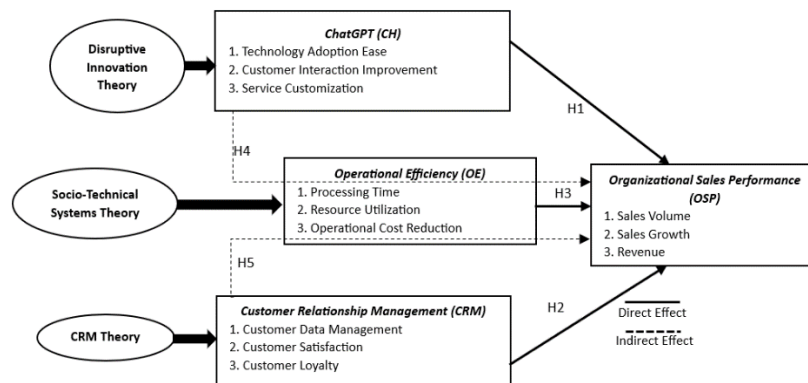 Disruptive
Innovation
Theory
ChatGPT (CH)
1. Technology Adoption Ease
2. Customer Interaction Improvement
3. Service Customization
H1
H4
Socio-Technical
Systems Theory
Operational Efficiency (OE)
1. Processing Time
2. Resource Utilization
3. Operational Cost Reduction
H3
Organizational Sales Performance
(OSP)
1. Sales Volume
2. Sales Growth
3. Revenue
H5
CRM Theory
Customer Relationship Management (CRM)
1. Customer Data Management
2. Customer Satisfaction
3. Customer Loyalty
H2
Direct Effect
Indirect Effect